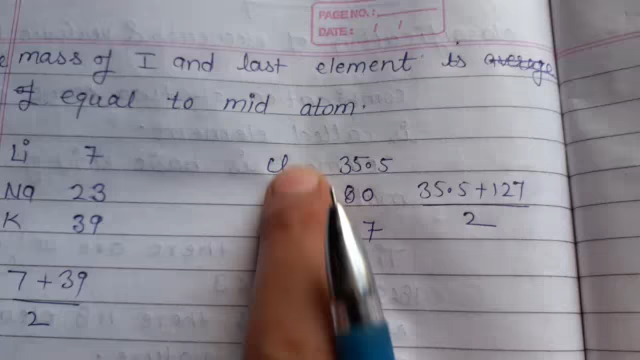 PAGE NO.:
DATE: / /
mass of I and last element is average
of equal to mid atom.
Li 7 Cl 35.5
Na 23 80 35.5+127
K 39 7 2
7 + 39
2